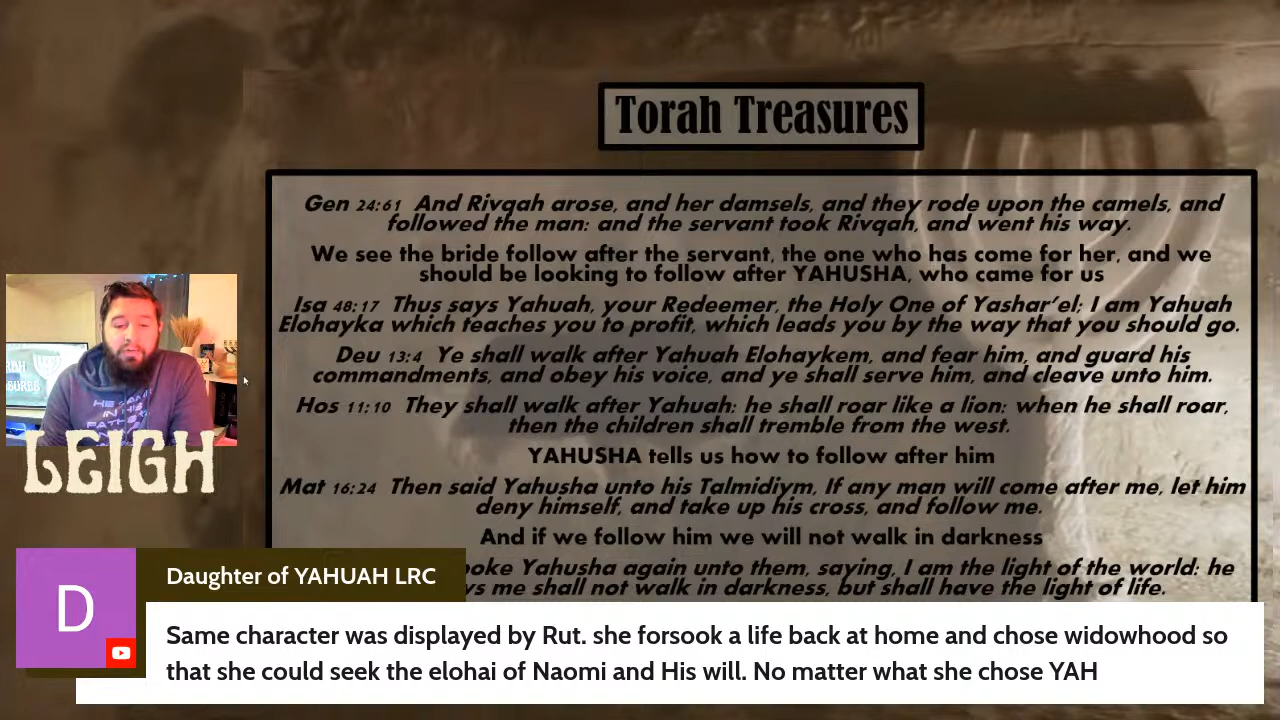 Torah Treasures
Gen 24:61 And Rivqah arose, and her damsels, and they rode upon the camels, and
followed the man: and the servant took Rivqah, and went his way.
We see the bride follow after the servant, the one who has come for her, and we
should be looking to follow after YAHUSHA, who came for us
Isa 48:17 Thus says Yahuah, your Redeemer, the Holy One of Yashar'el; I am Yahuah
Elohayka which teaches you to profit, which leads you by the way that you should go.
Deu 13:4 Ye shall walk after Yahuah Elohaykem, and fear him, and guard his
commandments, and obey his voice, and ye shall serve him, and cleave unto him.
Hos 11:10 They shall walk after Yahuah: he shall roar like a lion: when he shall roar,
then the children shall tremble from the west.
YAHUSHA tells us how to follow after him
Mat 16:24 Then said Yahusha unto his Talmidiym, If any man will come after me, let him
deny himself, and take up his cross, and follow me.
And if we follow him we will not walk in darkness
Yahusha again unto them, saying, I am the light of the world: he
me shall not walk in darkness, but shall have the light of life.
HE
IN HIS
LEIGH
D
Daughter of YAHUAH LRC
Same character was displayed by Rut. she forsook a life back at home and chose widowhood so
that she could seek the elohai of Naomi and His will. No matter what she chose YAH